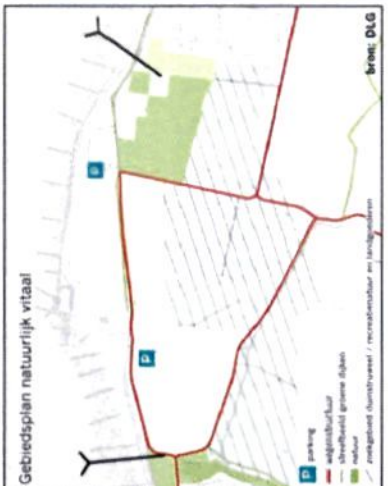 Gebiedsplan natuurlijk vitaal
P
P
P parking
wegenstructuur
streefbeeld groene dijken
natuur
zoekgebied duinstruweel / recreatienatuur en landgoederen
bron: DLG